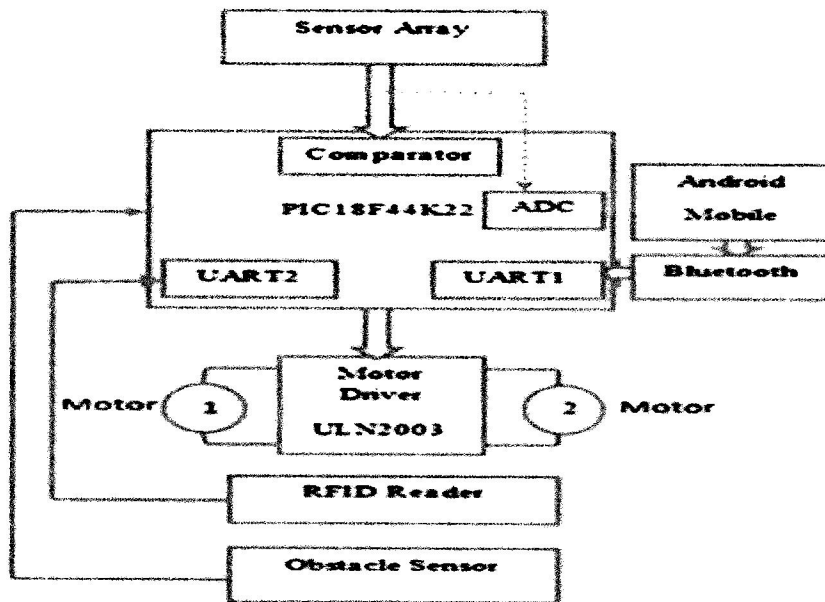 Sensor Array
Comparator
PIC18F44K22
ADC
Android
Mobile
UART2
UART1
Bluetooth
Motor
1
Motor
Driver
ULN2003
2
Motor
RFID Reader
Obstacle Sensor